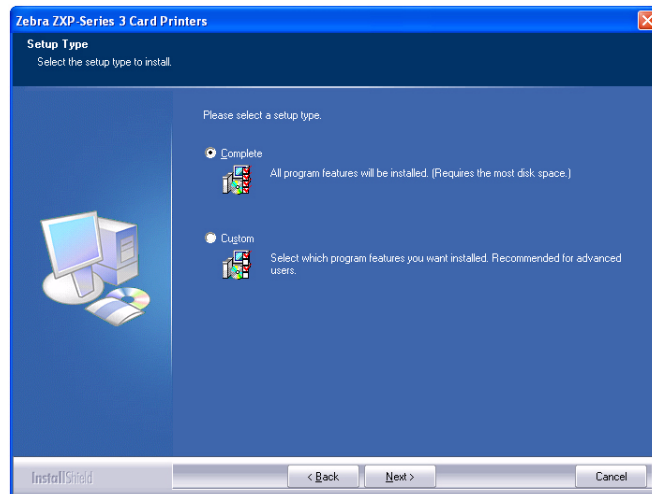 Zebra ZXP-Series 3 Card Printers
Setup Type
Select the setup type to install.
Please select a setup type.
Complete
All program features will be installed. (Requires the most disk space.)
Custom
Select which program features you want installed. Recommended for advanced
users.
InstallShield
< Back
Next >
Cancel